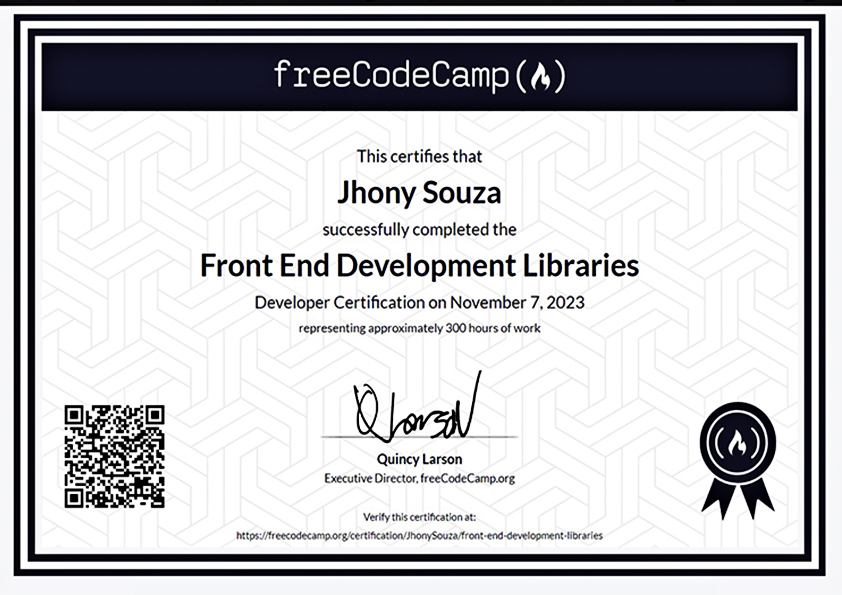 freeCodeCamp
This certifies that
Jhony Souza
successfully completed the
Front End Development Libraries
Developer Certification on November 7, 2023
representing approximately 300 hours of work
Quincy Larson
Executive Director, freeCodeCamp.org
Verify this certification at:
https://freecodecamp.org/certification/JhonySouza/front-end-development-libraries